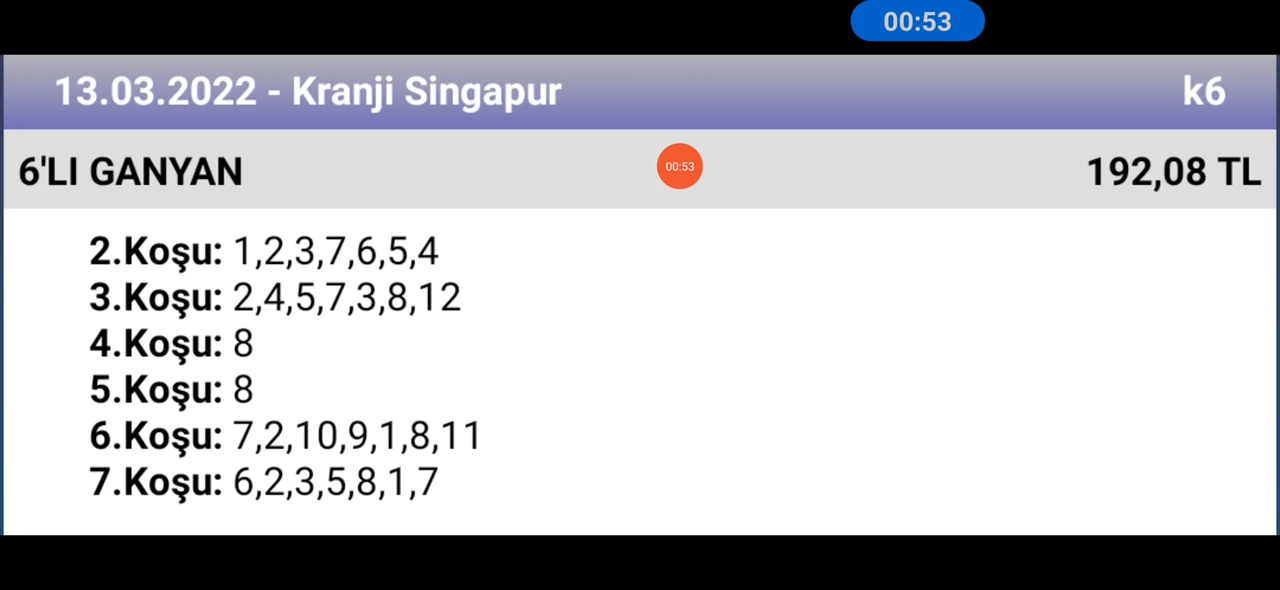 00:53
13.03.2022 - Kranji Singapur k6
6'LI GANYAN 00:53 192,08 TL
2.Koşu: 1,2,3,7,6,5,4
3.Koşu: 2,4,5,7,3,8,12
4.Koşu: 8
5.Koşu: 8
6.Koşu: 7,2,10,9,1,8,11
7.Koşu: 6,2,3,5,8,1,7